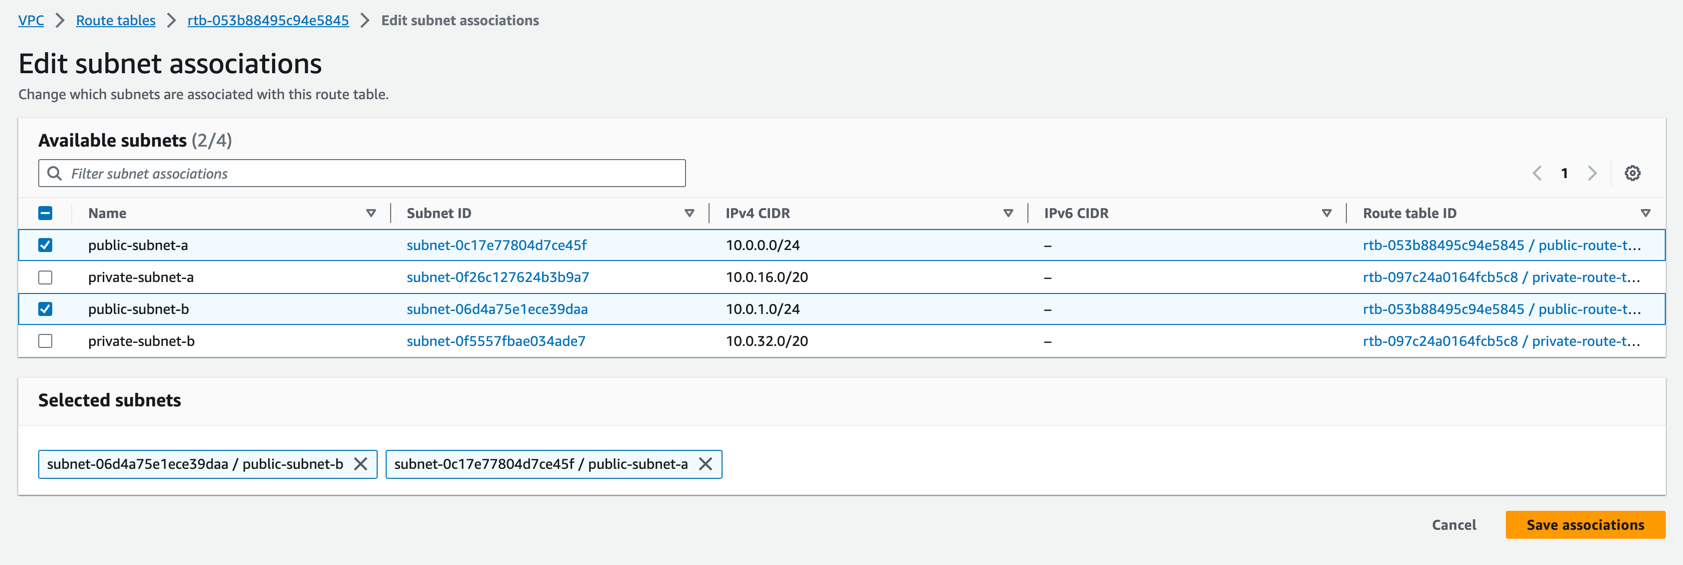 VPC > Route tables > rtb-053b88495c94e5845 > Edit subnet associations
Edit subnet associations
Change which subnets are associated with this route table.
Available subnets (2/4)
Filter subnet associations
1
Name Subnet ID IPv4 CIDR IPv6 CIDR Route table ID
public-subnet-a subnet-0c17e77804d7ce45f 10.0.0.0/24 – rtb-053b88495c94e5845 / public-route-t...
private-subnet-a subnet-0f26c127624b3b9a7 10.0.16.0/20 – rtb-097c24a0164fcb5c8 / private-route-t...
public-subnet-b subnet-06d4a75e1ece39daa 10.0.1.0/24 – rtb-053b88495c94e5845 / public-route-t...
private-subnet-b subnet-0f5557fbae034ade7 10.0.32.0/20 – rtb-097c24a0164fcb5c8 / private-route-t...
Selected subnets
subnet-06d4a75e1ece39daa / public-subnet-b subnet-0c17e77804d7ce45f / public-subnet-a
Cancel Save associations